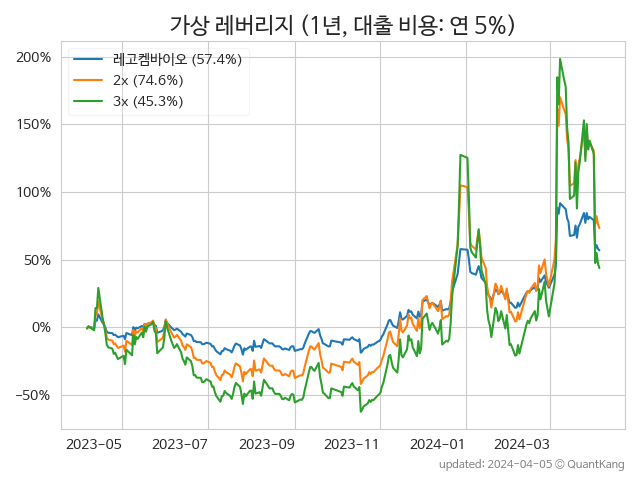 가상 레버리지 (1년, 대출 비용: 연 5%)
레고켐바이오 (57.4%)
2x (74.6%)
3x (45.3%)
200%
150%
100%
50%
0%
−50%
2023-05 2023-07 2023-09 2023-11 2024-01 2024-03
updated: 2024-04-05 © QuantKang